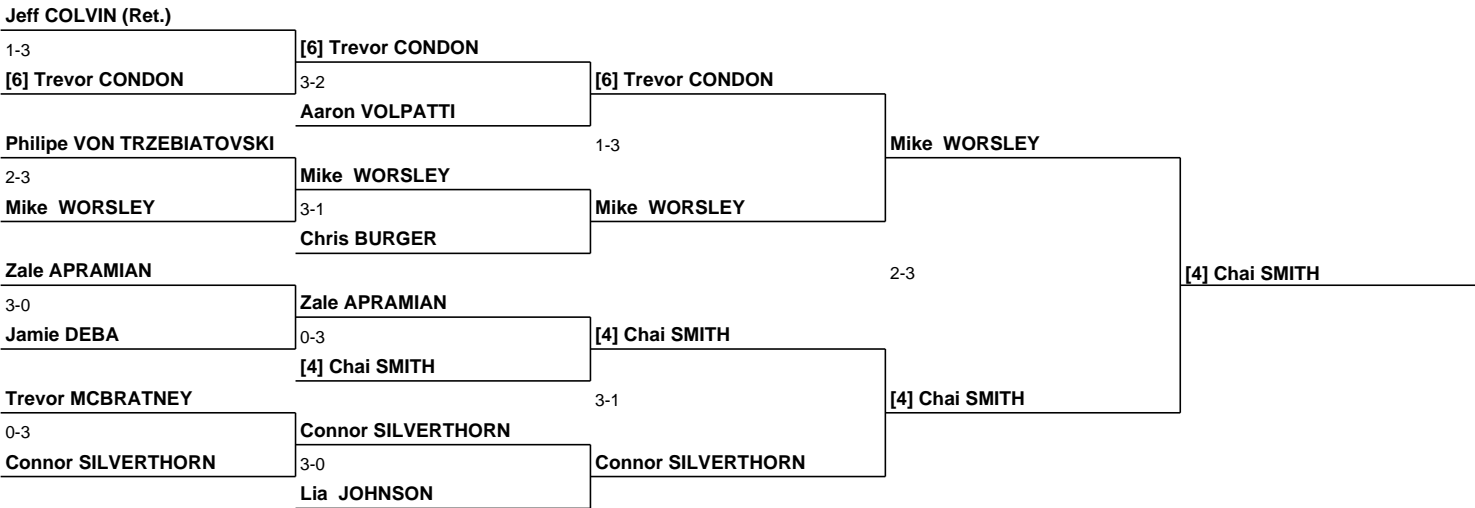 Jeff COLVIN (Ret.)
1-3
[6] Trevor CONDON
[6] Trevor CONDON
3-2
[6] Trevor CONDON
Aaron VOLPATTI
Philipe VON TRZEBIATOVSKI
1-3
Mike WORSLEY
2-3
Mike WORSLEY
Mike WORSLEY
3-1
Mike WORSLEY
Chris BURGER
Zale APRAMIAN
2-3
[4] Chai SMITH
3-0
Zale APRAMIAN
Jamie DEBA
0-3
[4] Chai SMITH
[4] Chai SMITH
Trevor MCBRATNEY
3-1
[4] Chai SMITH
0-3
Connor SILVERTHORN
Connor SILVERTHORN
3-0
Connor SILVERTHORN
Lia JOHNSON